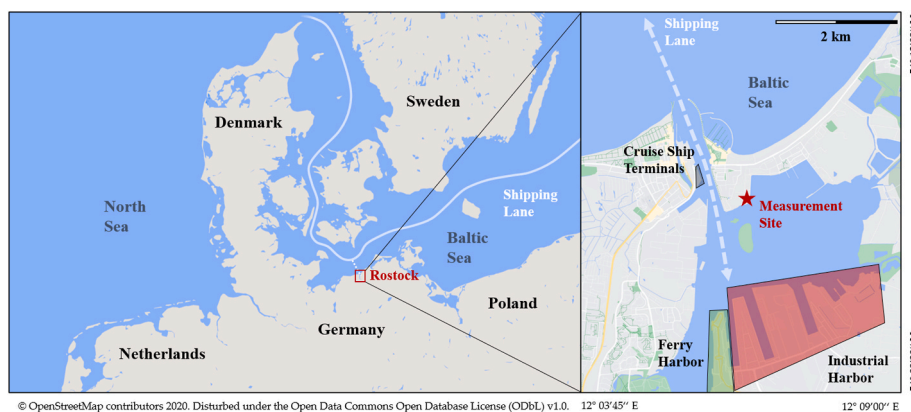 Denmark
Sweden
North
Sea
Shipping
Lane
Baltic
Sea
Rostock
Poland
Germany
Netherlands
Shipping
Lane
2 km
Baltic
Sea
Cruise Ship
Terminals
Measurement
Site
Ferry
Harbor
Industrial
Harbor
© OpenStreetMap contributors 2020. Disturbed under the Open Data Commons Open Database License (ODbL) v1.0.
12° 03′45′′ E
12° 09′00′′ E